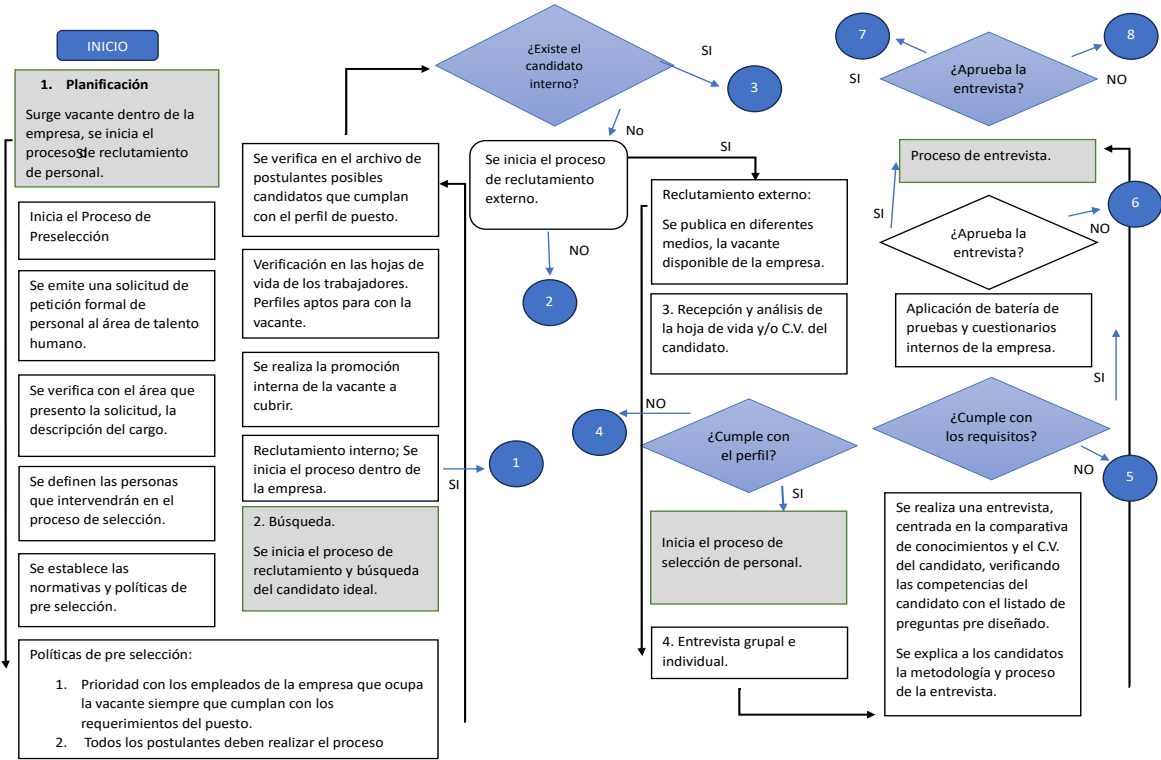 INICIO
1. Planificación
Surge vacante dentro de la
empresa, se inicia el
proceso de reclutamiento
de personal.
SI
Inicia el Proceso de
Preselección
Se emite una solicitud de
petición formal de
personal al área de talento
humano.
Se verifica con el área que
presento la solicitud, la
descripción del cargo.
Se definen las personas
que intervendrán en el
proceso de selección.
Se establece las
normativas y políticas de
pre selección.
Políticas de pre selección:
1. Prioridad con los empleados de la empresa que ocupa
la vacante siempre que cumplan con los
requerimientos del puesto.
2. Todos los postulantes deben realizar el proceso
Se verifica en el archivo de
postulantes posibles
candidatos que cumplan
con el perfil de puesto.
Verificación en las hojas de
vida de los trabajadores.
Perfiles aptos para con la
vacante.
Se realiza la promoción
interna de la vacante a
cubrir.
Reclutamiento interno; Se
inicia el proceso dentro de
la empresa.
SI
1
2. Búsqueda.
Se inicia el proceso de
reclutamiento y búsqueda
del candidato ideal.
¿Existe el
candidato
interno?
SI
3
No
Se inicia el proceso
de reclutamiento
externo.
SI
NO
2
Reclutamiento externo:
Se publica en diferentes
medios, la vacante
disponible de la empresa.
3. Recepción y análisis de
la hoja de vida y/o C.V. del
candidato.
NO
4
¿Cumple con
el perfil?
SI
Inicia el proceso de
selección de personal.
4. Entrevista grupal e
individual.
7
8
SI
¿Aprueba la
entrevista?
NO
Proceso de entrevista.
SI
6
NO
¿Aprueba la
entrevista?
Aplicación de batería de
pruebas y cuestionarios
internos de la empresa.
SI
¿Cumple con
los requisitos?
NO
5
Se realiza una entrevista,
centrada en la comparativa
de conocimientos y el C.V.
del candidato, verificando
las competencias del
candidato con el listado de
preguntas pre diseñado.
Se explica a los candidatos
la metodología y proceso
de la entrevista.